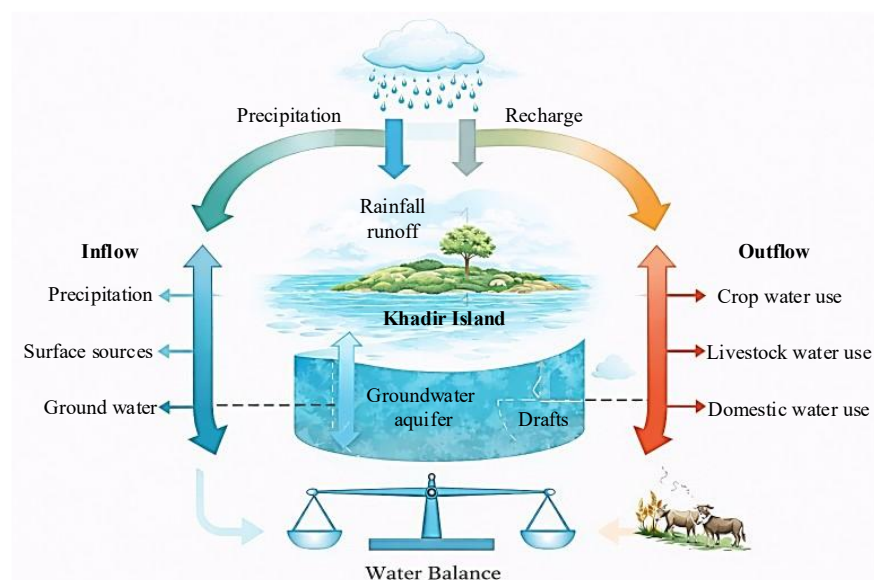 Precipitation
Recharge
Rainfall
runoff
Inflow
Outflow
Precipitation
Crop water use
Khadir Island
Surface sources
Livestock water use
Ground water
Groundwater
aquifer
Drafts
Domestic water use
Water Balance